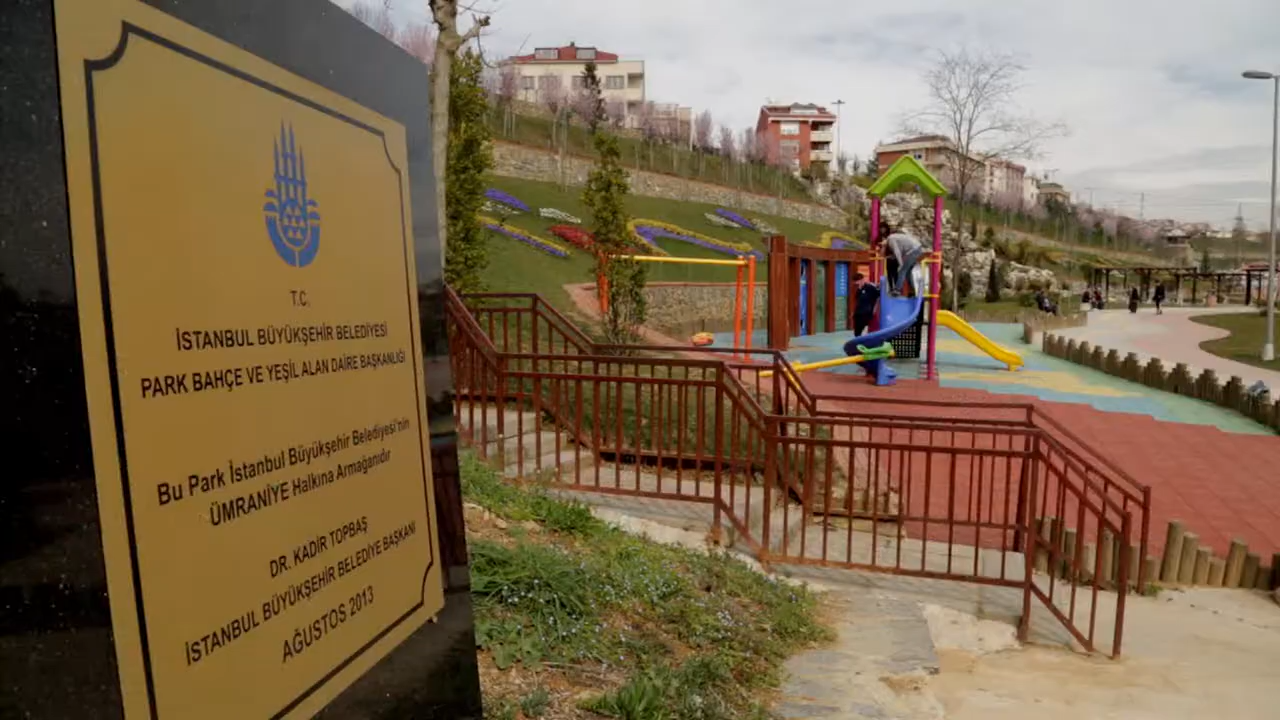 T.C.
İSTANBUL BÜYÜKŞEHİR BELEDİYESİ
PARK BAHÇE VE YEŞİL ALAN DAİRE BAŞKANLIĞI
Bu Park İstanbul Büyükşehir Belediyesi'nin
ÜMRANİYE Halkına Armağanıdır
DR. KADİR TOPBAŞ
İSTANBUL BÜYÜKŞEHİR BELEDİYE BAŞKANI
AĞUSTOS 2013